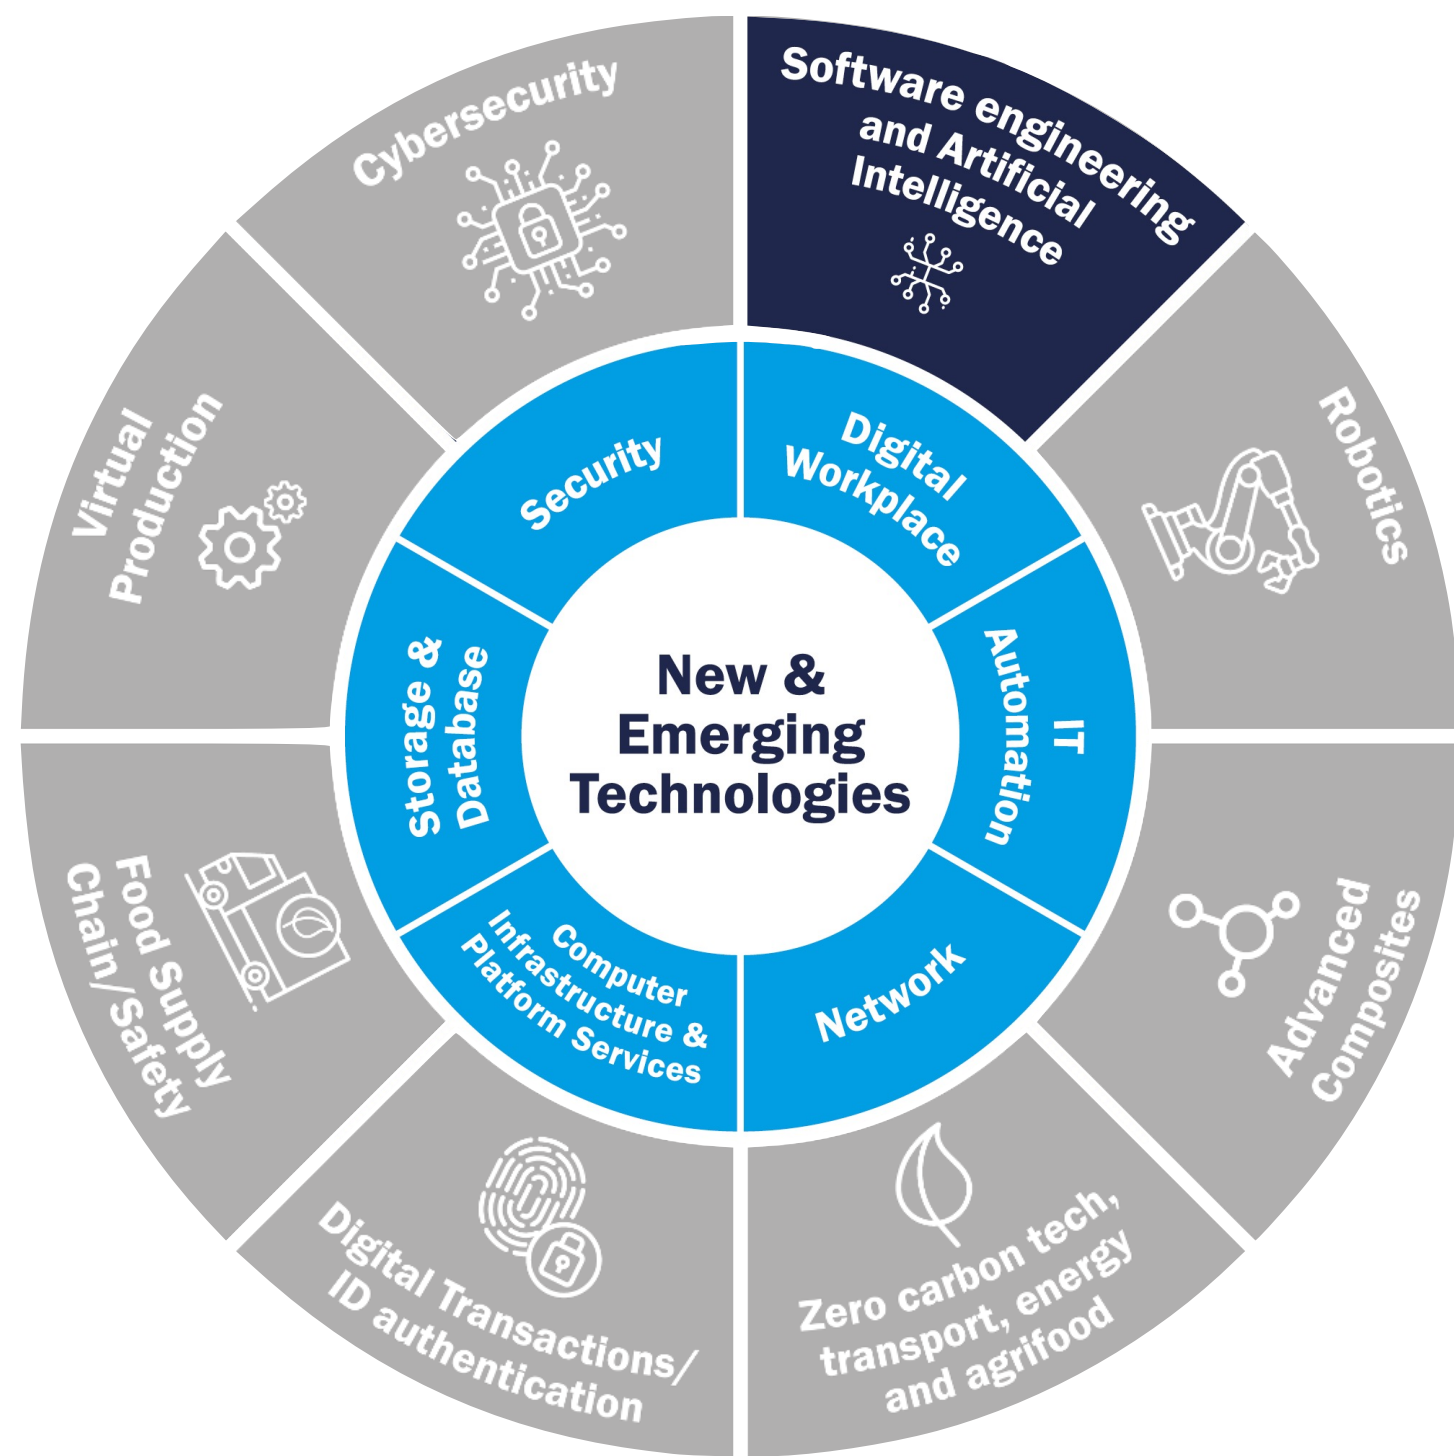 Software engineering
and Artificial
Intelligence
Robotics
Advanced
Composites
Zero carbon tech,
transport, energy
and agrifood
Digital Transactions/
ID authentication
Food Supply
Chain/Safety
Virtual
Production
Cybersecurity
Digital
Workplace
IT
Automation
Network
Computer
Infrastructure &
Platform Services
Storage &
Database
Security
New &
Emerging
Technologies